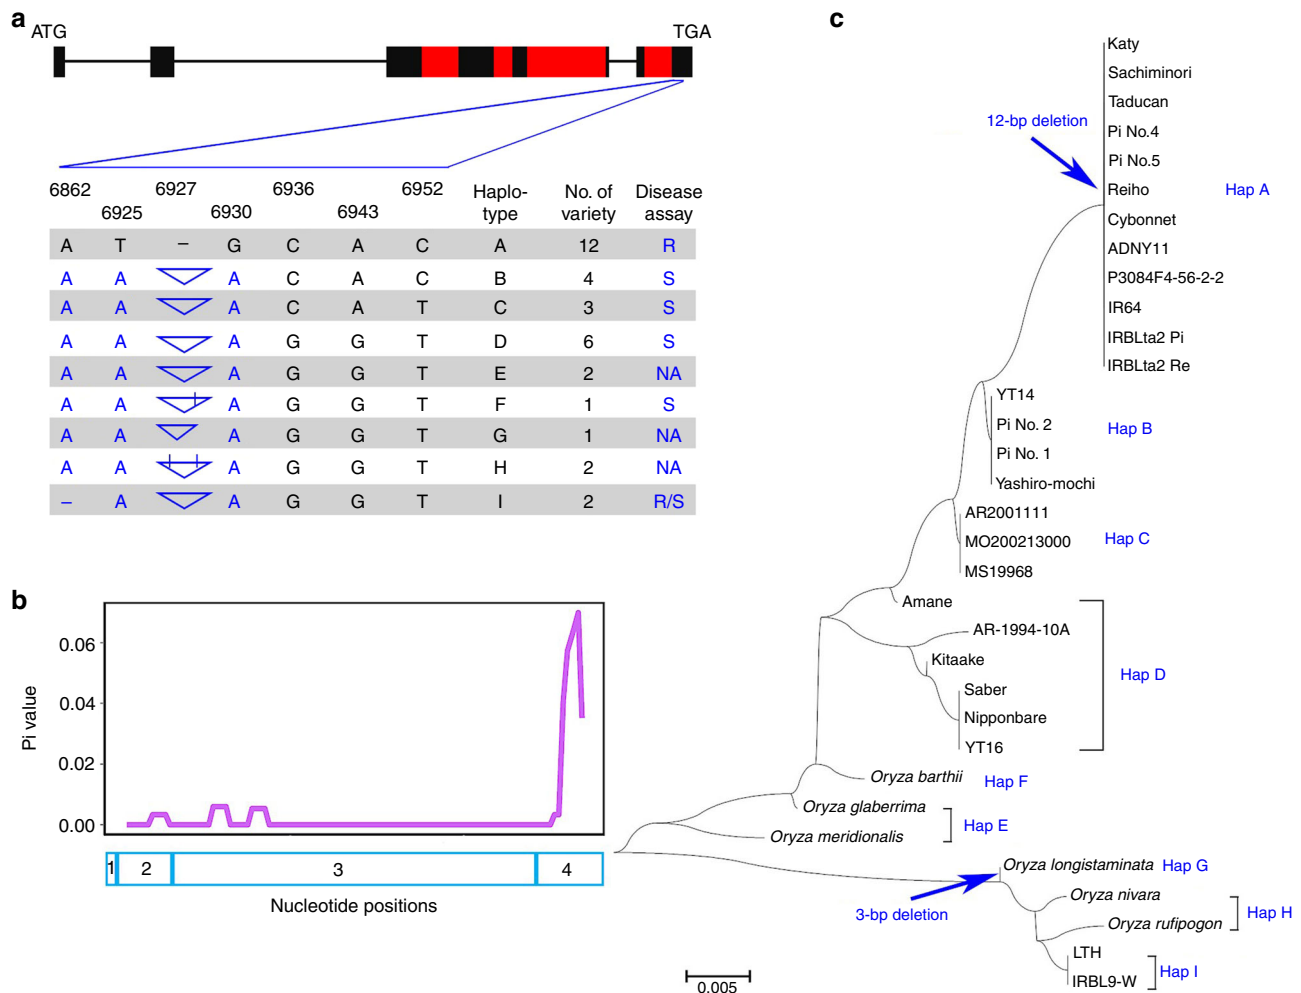 a
ATG
TGA
6862 6925 6927 6930 6936 6943 6952 Haplo-type No. of variety Disease assay
A T – G C A C A 12 R
A A A C A C B 4 S
A A A C A T C 3 S
A A A G G T D 6 S
A A A G G T E 2 NA
A A A G G T F 1 S
A A A G G T G 1 NA
A A A G G T H 2 NA
– A A G G T I 2 R/S
b
Pi value
0.06
0.04
0.02
0.00
1 2 3 4
Nucleotide positions
c
12-bp deletion
Katy
Sachiminori
Taducan
Pi No.4
Pi No.5
Reiho
Hap A
Cybonnet
ADNY11
P3084F4-56-2-2
IR64
IRBLta2 Pi
IRBLta2 Re
YT14
Pi No. 2
Hap B
Pi No. 1
Yashiro-mochi
AR2001111
MO200213000
Hap C
MS19968
Amane
AR-1994-10A
Kitaake
Hap D
Saber
Nipponbare
YT16
Oryza barthii
Hap F
Oryza glaberrima
Hap E
Oryza meridionalis
Oryza longistaminata
Hap G
3-bp deletion
Oryza nivara
Hap H
Oryza rufipogon
LTH
Hap I
IRBL9-W
0.005